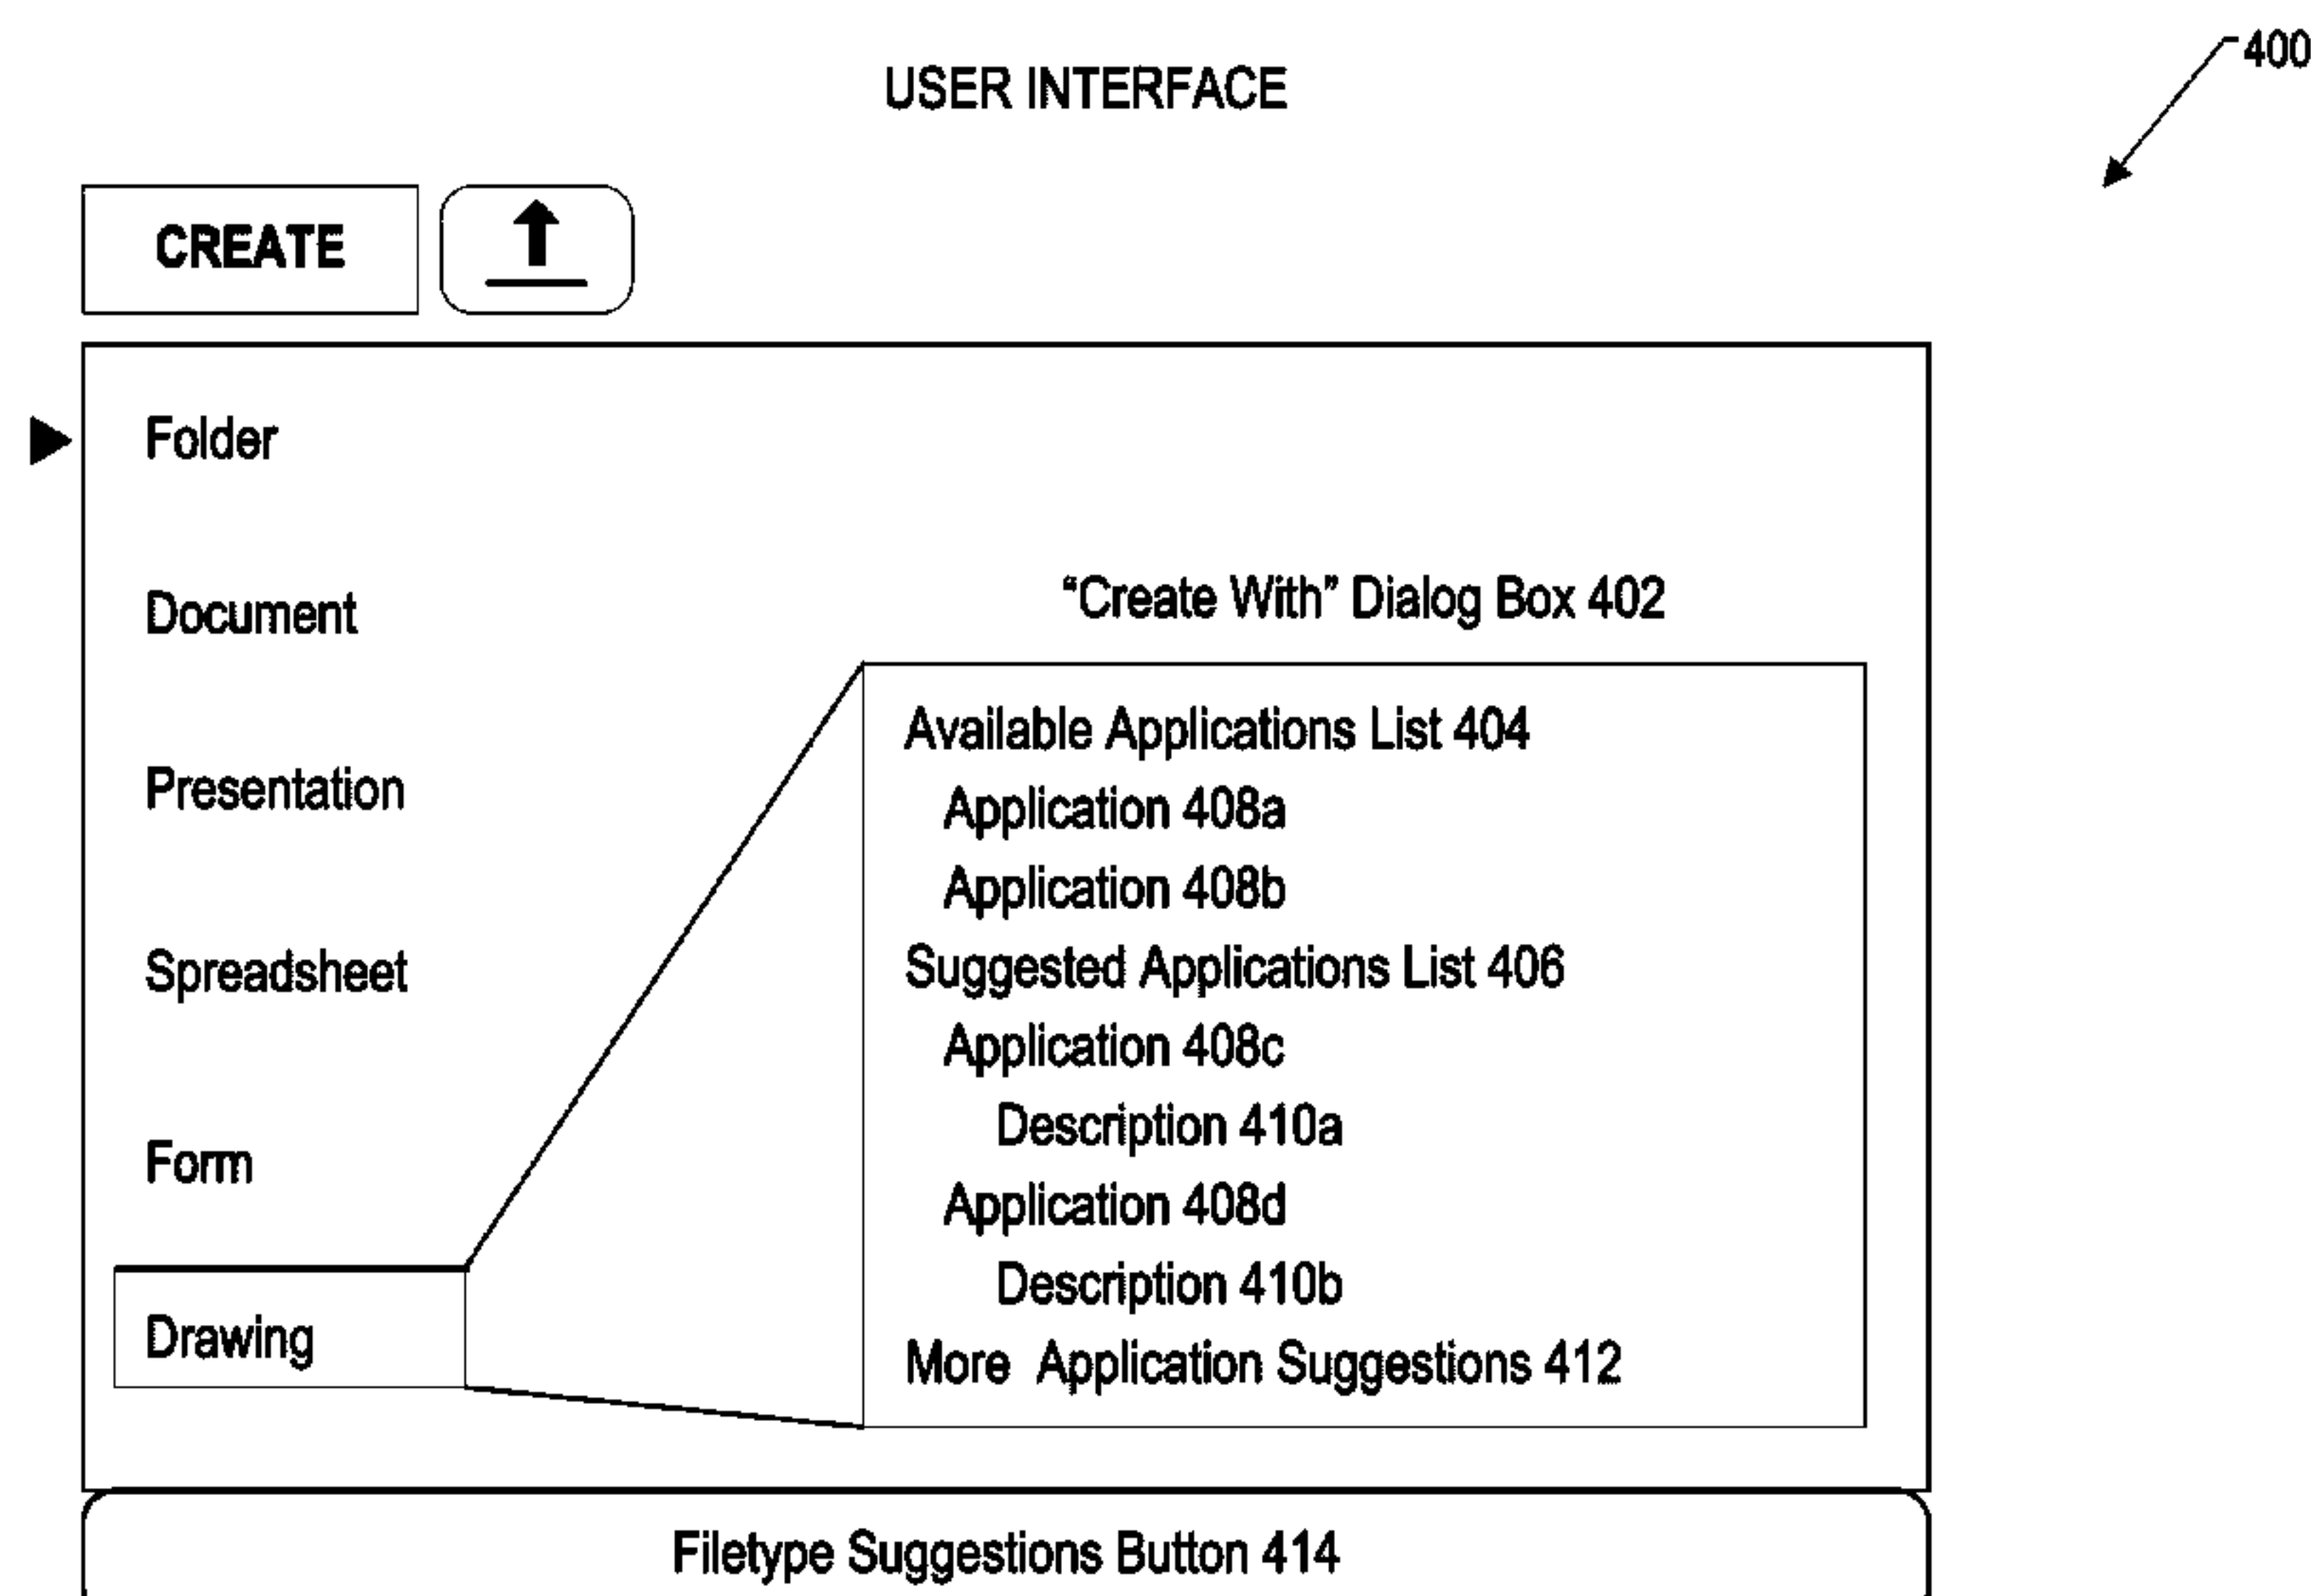 400
USER INTERFACE
CREATE
Folder
Document
Presentation
Spreadsheet
Form
Drawing
“Create With” Dialog Box 402
Available Applications List 404
Application 408a
Application 408b
Suggested Applications List 406
Application 408c
Description 410a
Application 408d
Description 410b
More Application Suggestions 412
Filetype Suggestions Button 414